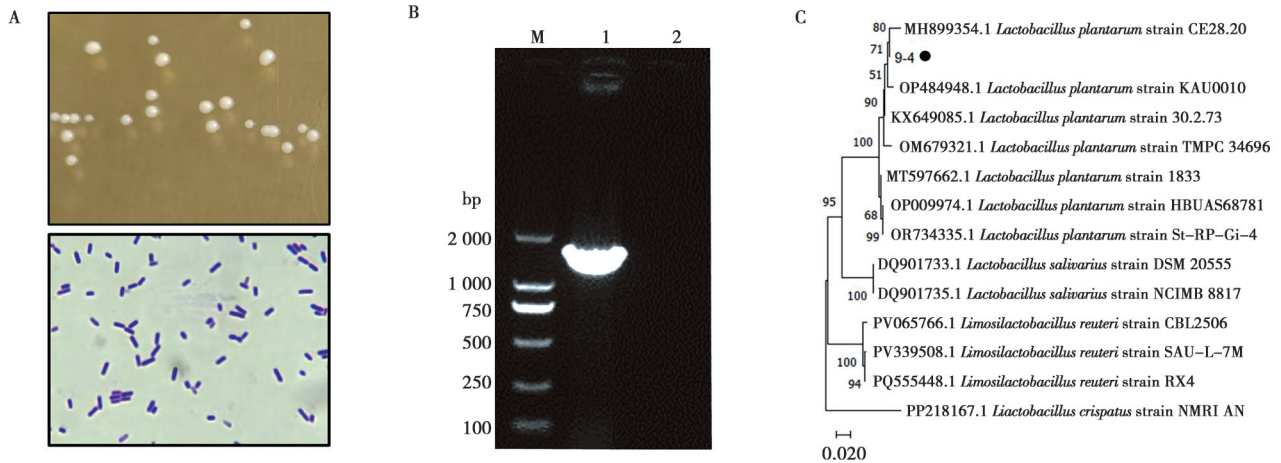 A
B
C
M 1 2
bp
2 000
1 000
750
500
250
100
80
71
51
90
100
95
68
99
100
100
94
MH899354.1 Lactobacillus plantarum strain CE28.20
9-4
OP484948.1 Lactobacillus plantarum strain KAU0010
KX649085.1 Lactobacillus plantarum strain 30.2.73
OM679321.1 Lactobacillus plantarum strain TMPC 34696
MT597662.1 Lactobacillus plantarum strain 1833
OP009974.1 Lactobacillus plantarum strain HBUAS68781
OR734335.1 Lactobacillus plantarum strain St-RP-Gi-4
DQ901733.1 Lactobacillus salivarius strain DSM 20555
DQ901735.1 Lactobacillus salivarius strain NCIMB 8817
PV065766.1 Limosilactobacillus reuteri strain CBL2506
PV339508.1 Limosilactobacillus reuteri strain SAU-L-7M
PQ555448.1 Limosilactobacillus reuteri strain RX4
PP218167.1 Liactobacillus crispatus strain NMRI AN
0.020